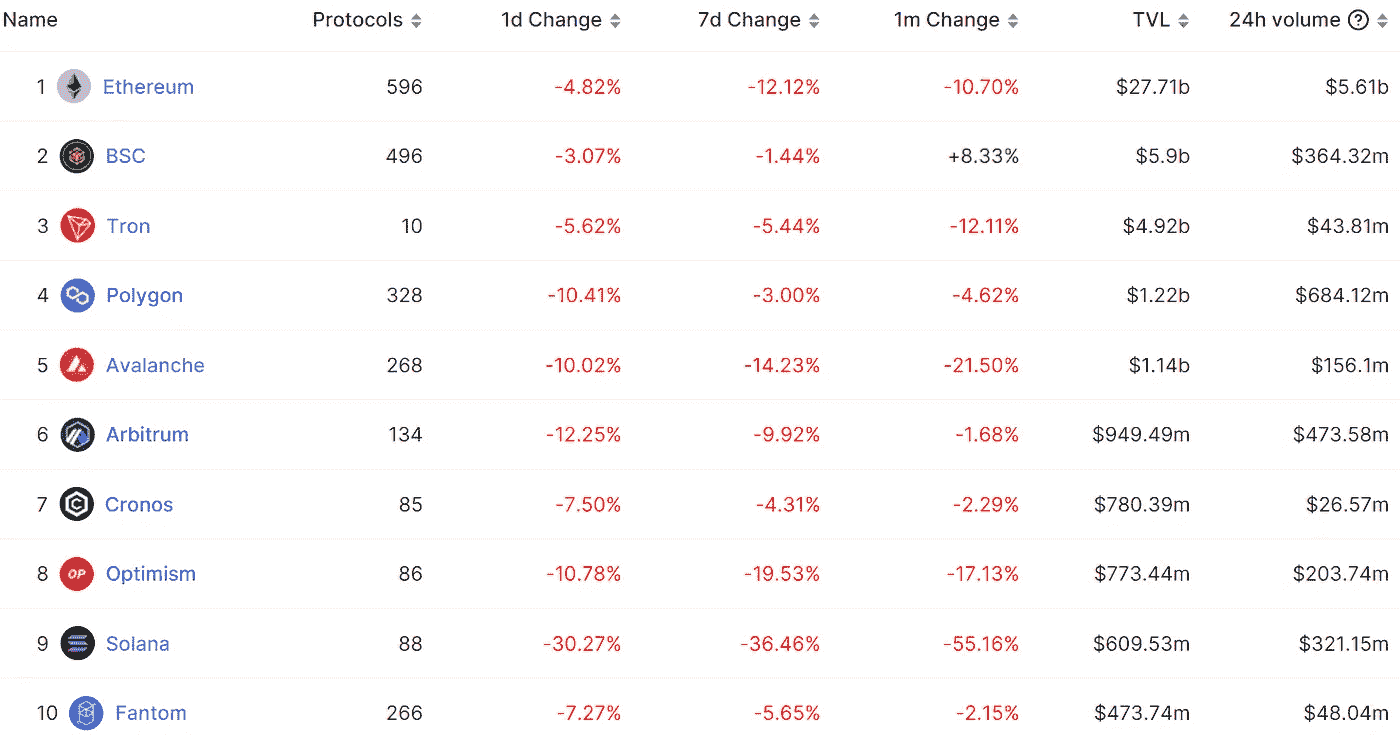 Name Protocols 1d Change 7d Change 1m Change TVL 24h volume ?
1 Ethereum 596 -4.82% -12.12% -10.70% $27.71b $5.61b
2 BSC 496 -3.07% -1.44% +8.33% $5.9b $364.32m
3 Tron 10 -5.62% -5.44% -12.11% $4.92b $43.81m
4 Polygon 328 -10.41% -3.00% -4.62% $1.22b $684.12m
5 Avalanche 268 -10.02% -14.23% -21.50% $1.14b $156.1m
6 Arbitrum 134 -12.25% -9.92% -1.68% $949.49m $473.58m
7 Cronos 85 -7.50% -4.31% -2.29% $780.39m $26.57m
8 OP Optimism 86 -10.78% -19.53% -17.13% $773.44m $203.74m
9 Solana 88 -30.27% -36.46% -55.16% $609.53m $321.15m
10 Fantom 266 -7.27% -5.65% -2.15% $473.74m $48.04m